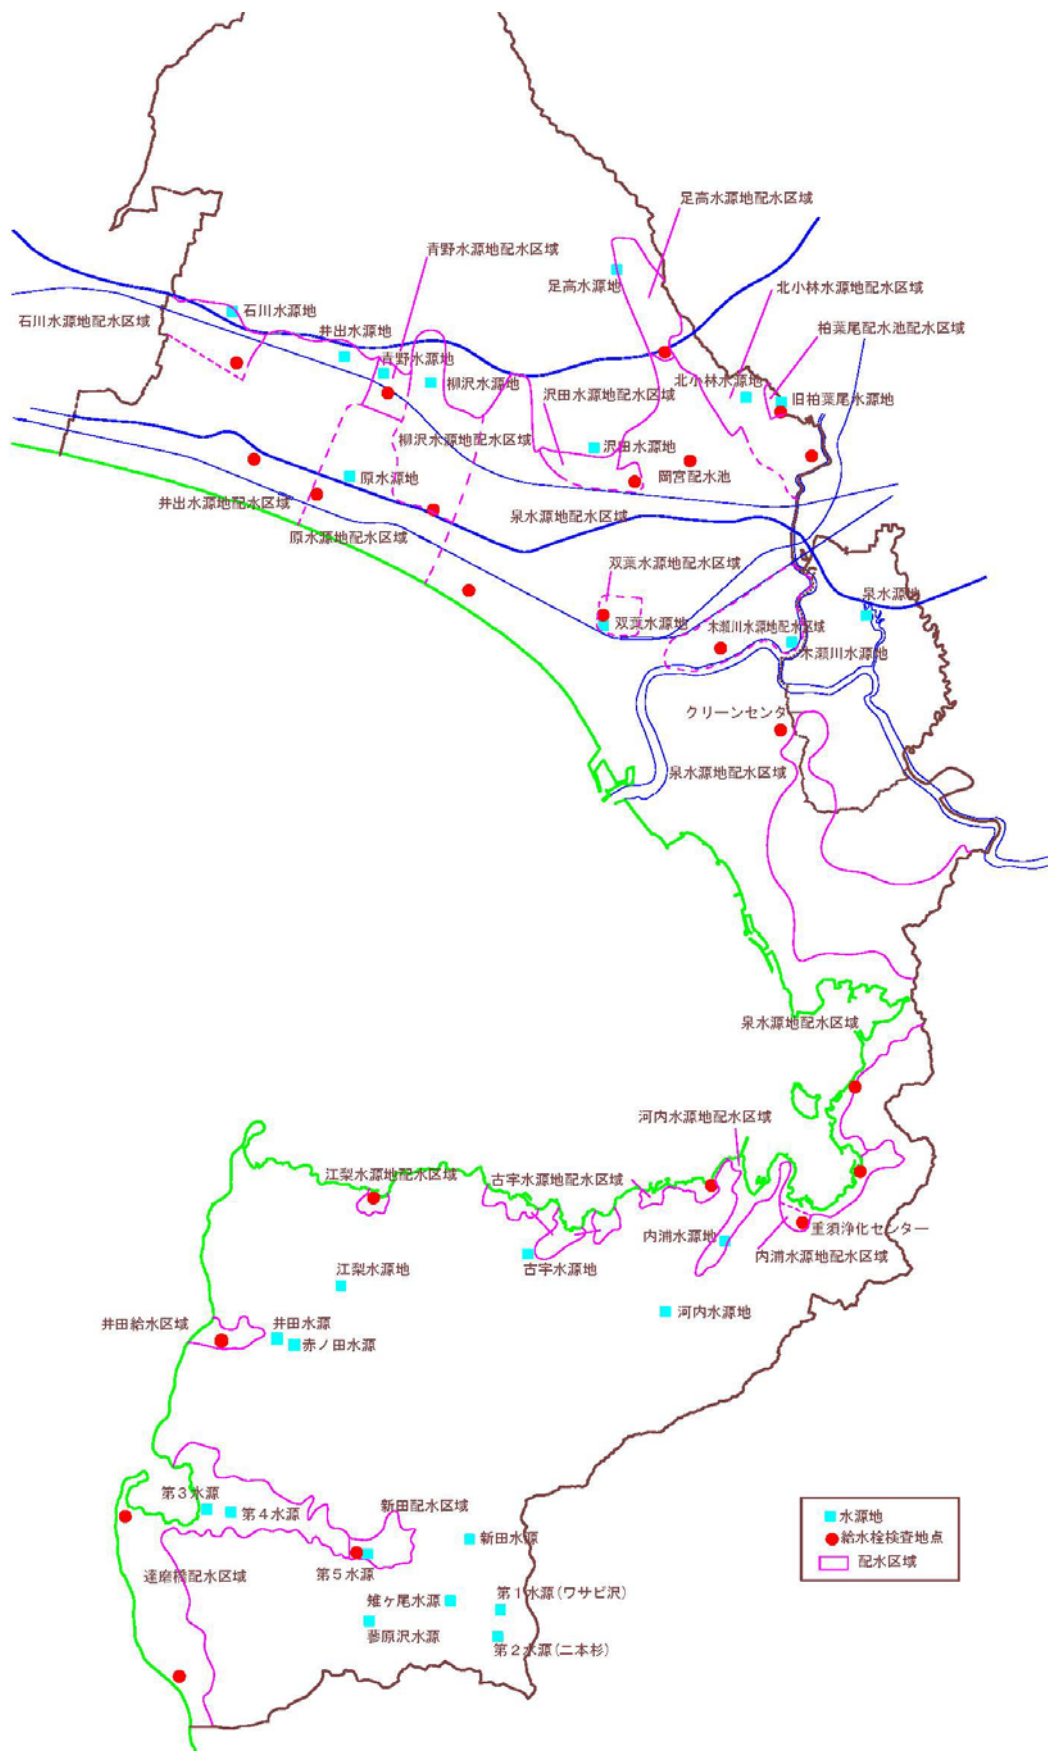 足高水源地配水区域
青野水源地配水区域
足高水源地
北小林水源地配水区域
石川水源地
石川水源地配水区域
井出水源地
柏葉尾配水池配水区域
青野水源地
柳沢水源地
北小林水源地
沢田水源地配水区域
旧柏葉尾水源地
柳沢水源地配水区域
沢田水源地
岡宮配水池
原水源地
井出水源地配水区域
泉水源地配水区域
原水源地配水区域
双葉水源地配水区域
泉水源地
双葉水源地
木瀬川水源地配水区域
木瀬川水源地
クリーンセンター
泉水源地配水区域
泉水源地配水区域
河内水源地配水区域
江梨水源地配水区域
古宇水源地配水区域
重須浄化センター
内浦水源地
内浦水源地配水区域
古宇水源地
江梨水源地
河内水源地
井田給水区域
井田水源
赤ノ田水源
第3水源
第4水源
新田配水区域
新田水源
第5水源
達磨橋配水区域
雉ヶ尾水源
第1水源(ワサビ沢)
蓼原沢水源
第2水源(二本杉)
水源地
給水栓検査地点
配水区域